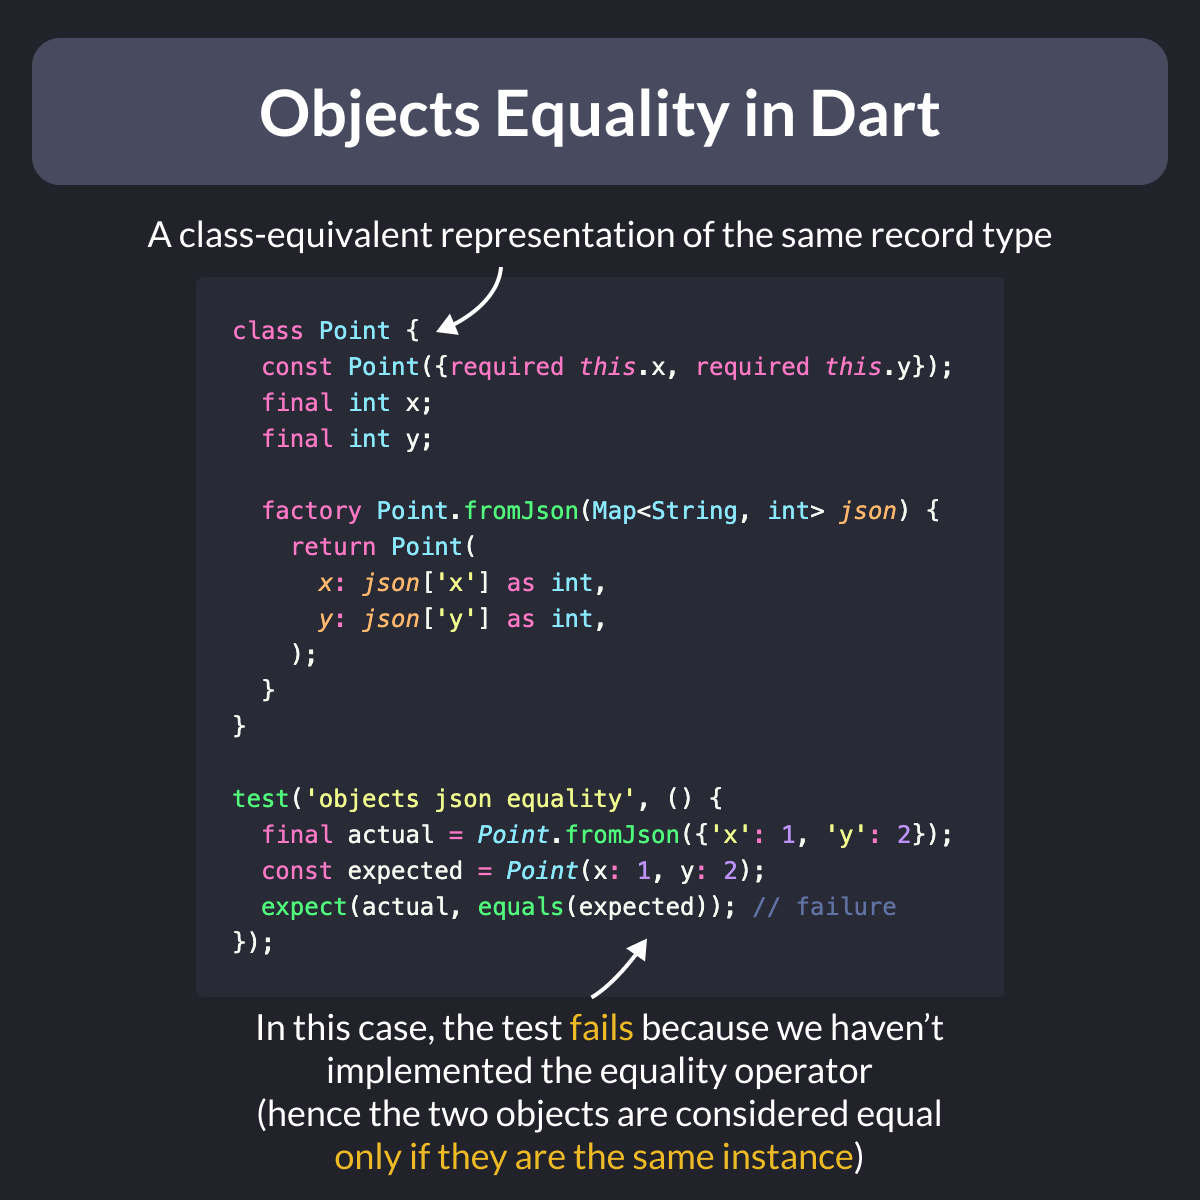 Objects Equality in Dart
A class-equivalent representation of the same record type
class Point {
  const Point({required this.x, required this.y});
  final int x;
  final int y;

  factory Point.fromJson(Map<String, int> json) {
    return Point(
      x: json['x'] as int,
      y: json['y'] as int,
    );
  }
}

test('objects json equality', () {
  final actual = Point.fromJson({'x': 1, 'y': 2});
  const expected = Point(x: 1, y: 2);
  expect(actual, equals(expected)); // failure
});
In this case, the test fails because we haven’t
implemented the equality operator
(hence the two objects are considered equal
only if they are the same instance)